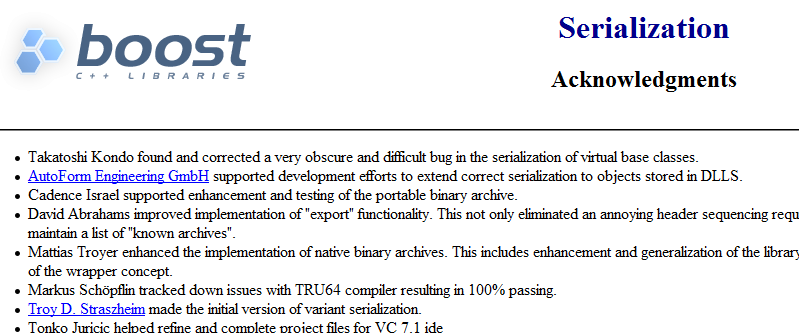 boost
C++ LIBRARIES
Serialization
Acknowledgments
Takatoshi Kondo found and corrected a very obscure and difficult bug in the serialization of virtual base classes.
AutoForm Engineering GmbH supported development efforts to extend correct serialization to objects stored in DLLS.
Cadence Israel supported enhancement and testing of the portable binary archive.
David Abrahams improved implementation of "export" functionality. This not only eliminated an annoying header sequencing requ
maintain a list of "known archives".
Mattias Troyer enhanced the implementation of native binary archives. This includes enhancement and generalization of the library
of the wrapper concept.
Markus Schöpflin tracked down issues with TRU64 compiler resulting in 100% passing.
Troy D. Straszheim made the initial version of variant serialization.
Tonko Juricic helped refine and complete project files for VC 7.1 ide